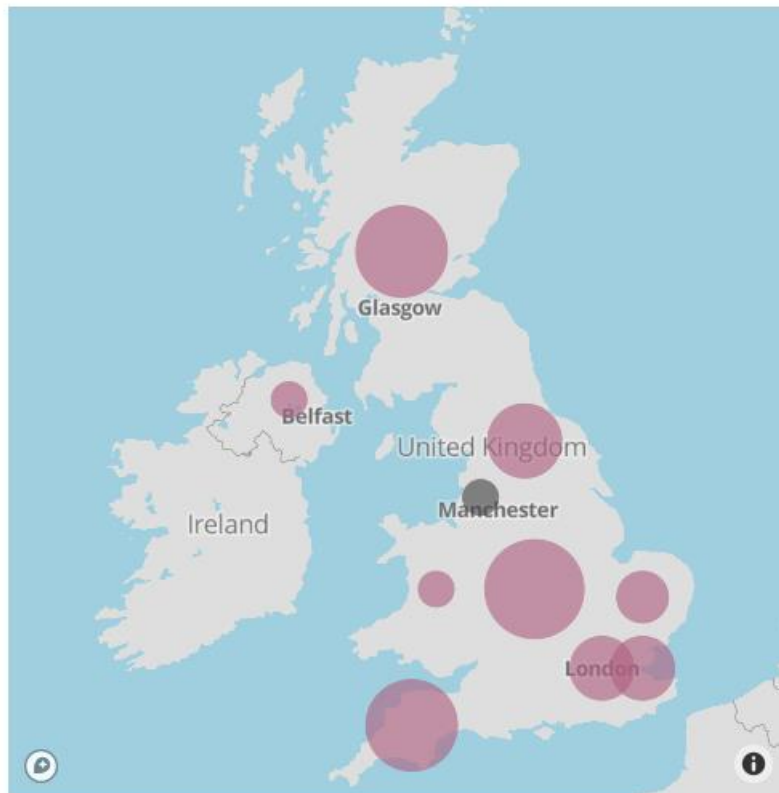 Glasgow
Belfast
United Kingdom
Manchester
Ireland
London